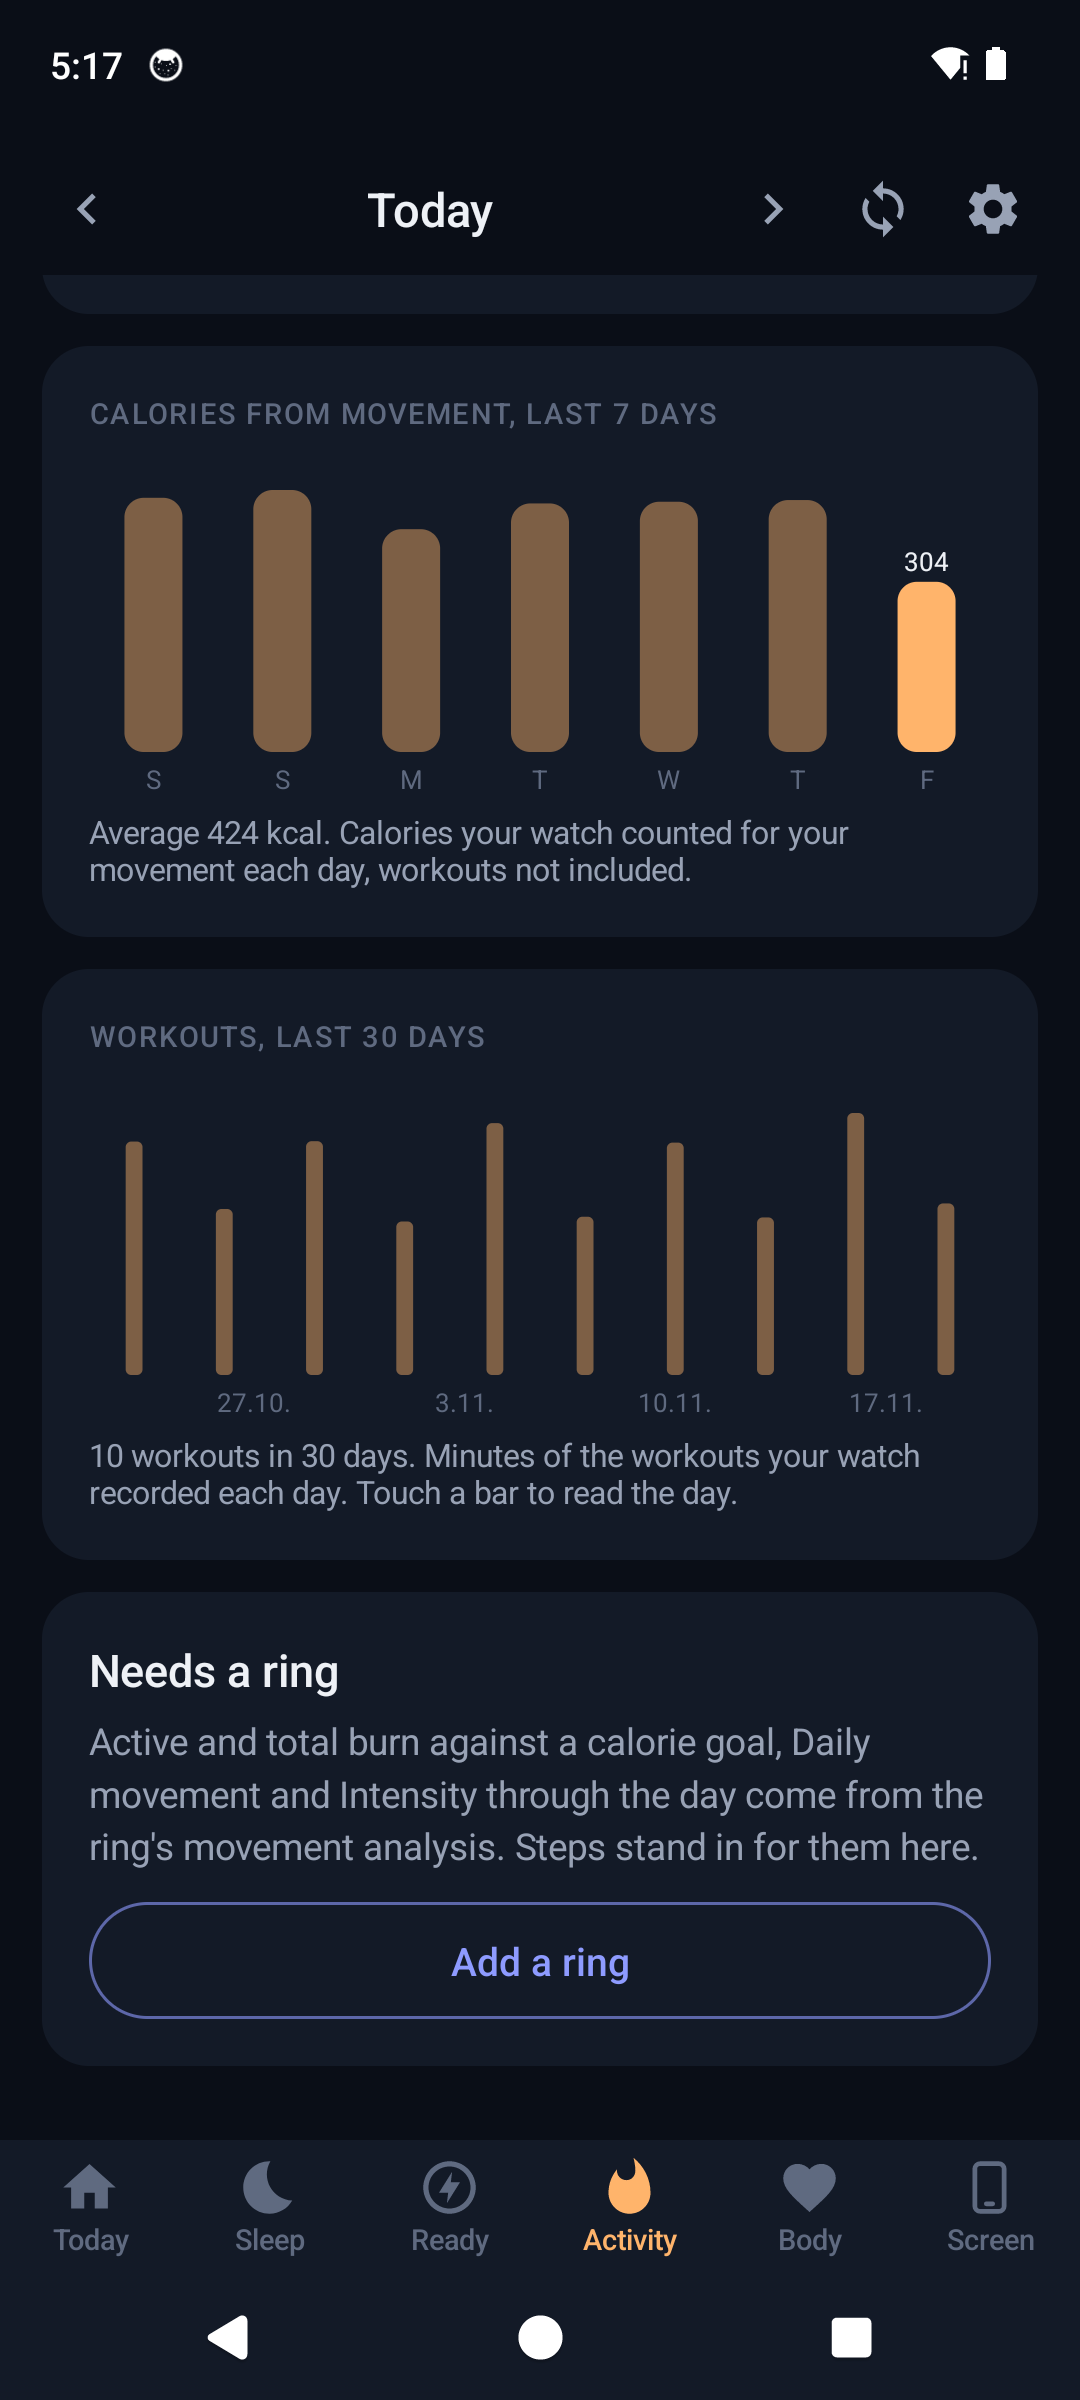 5:17
Today
CALORIES FROM MOVEMENT, LAST 7 DAYS
304
S S M T W T F
Average 424 kcal. Calories your watch counted for your
movement each day, workouts not included.
WORKOUTS, LAST 30 DAYS
27.10. 3.11. 10.11. 17.11.
10 workouts in 30 days. Minutes of the workouts your watch
recorded each day. Touch a bar to read the day.
Needs a ring
Active and total burn against a calorie goal, Daily
movement and Intensity through the day come from the
ring's movement analysis. Steps stand in for them here.
Add a ring
Today Sleep Ready Activity Body Screen